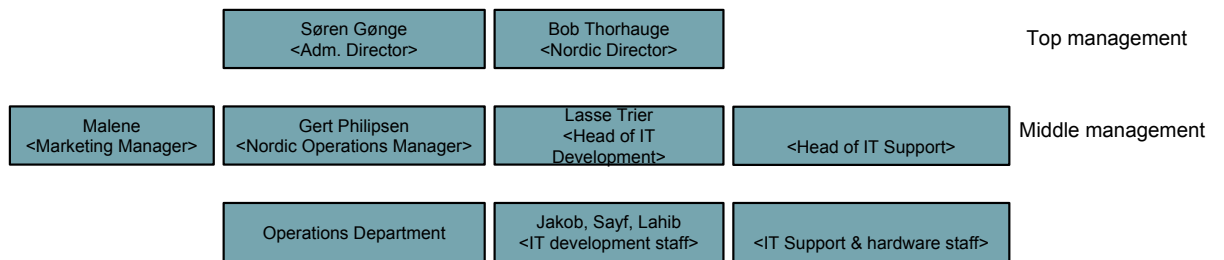 Søren Gønge
<Adm. Director>
Bob Thorhauge
<Nordic Director>
Top management
Malene
<Marketing Manager>
Gert Philipsen
<Nordic Operations Manager>
Lasse Trier
<Head of IT
Development>
<Head of IT Support>
Middle management
Operations Department
Jakob, Sayf, Lahib
<IT development staff>
<IT Support & hardware staff>